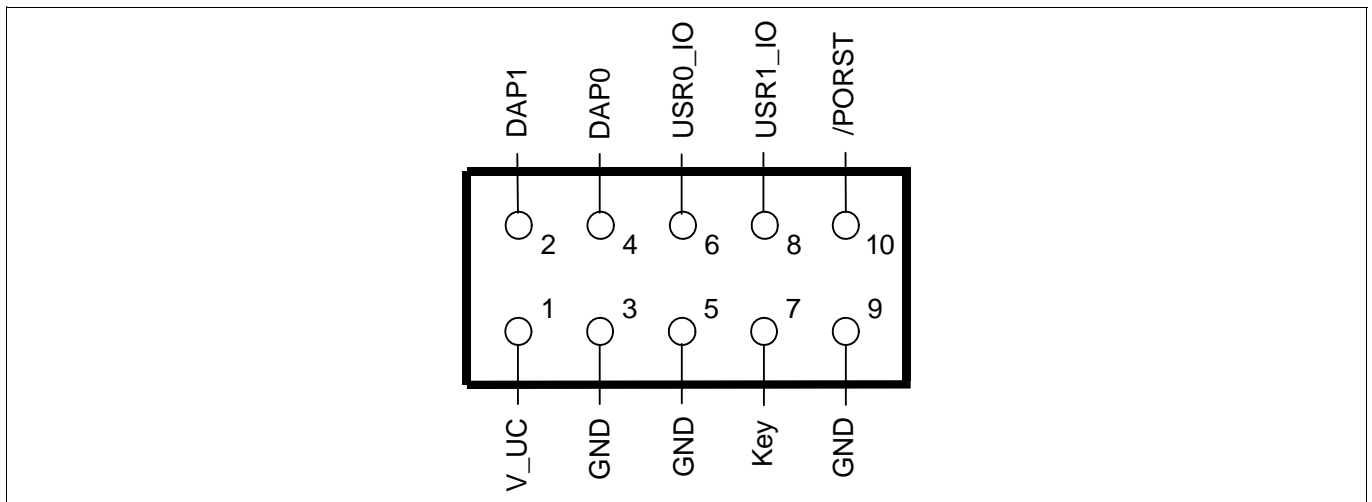 DAP1 DAP0 USR0_IO USR1_IO /PORST
2 4 6 8 10
1 3 5 7 9
V_UC GND GND Key GND